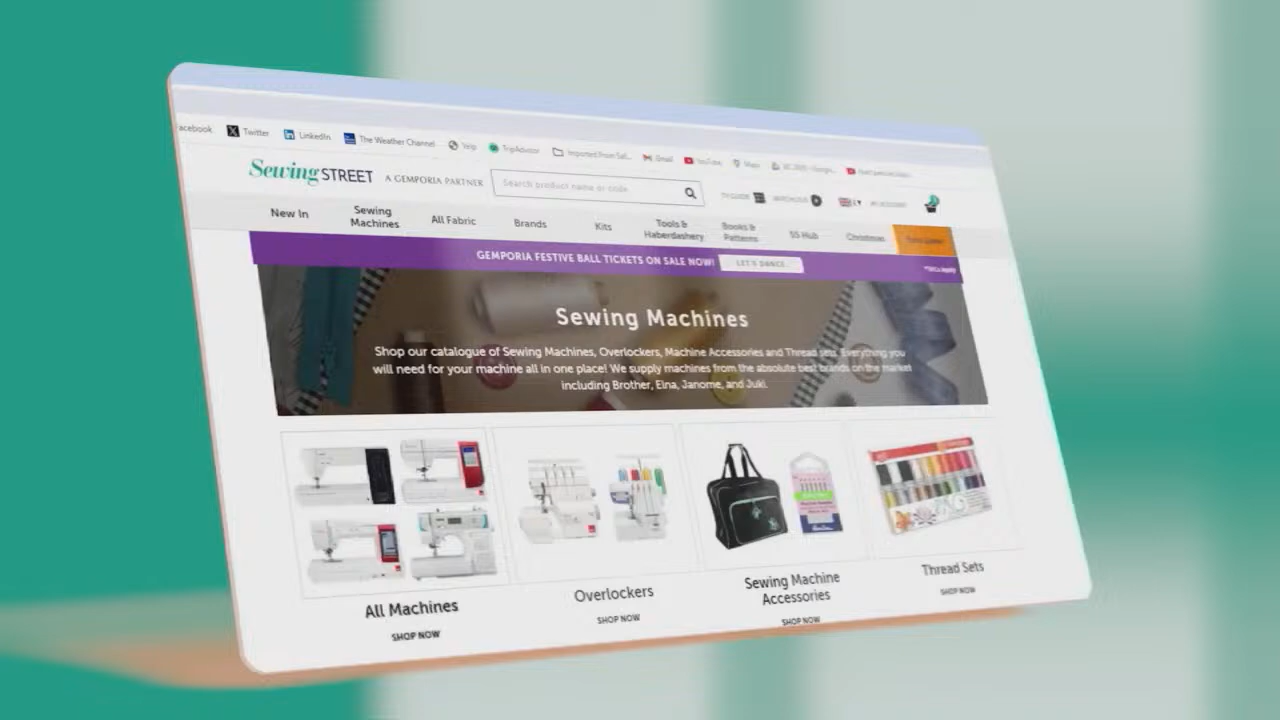 acebook Twitter LinkedIn The Weather Channel Yelp TripAdvisor Imported From Saf... Gmail YouTube Maps
Sewing STREET A GEMPORIA PARTNER Search product name or code TV GUIDE
New In Sewing Machines All Fabric Brands Kits Tools & Haberdashery Books & Patterns SS Hub Christmas
GEMPORIA FESTIVE BALL TICKETS ON SALE NOW! LET'S DANCE
*T&Cs Apply
Sewing Machines
Shop our catalogue of Sewing Machines, Overlockers, Machine Accessories and Thread sets. Everything you
will need for your machine all in one place! We supply machines from the absolute best brands on the market
including Brother, Elna, Janome, and Juki.
All Machines
SHOP NOW
Overlockers
SHOP NOW
Sewing Machine
Accessories
SHOP NOW
Thread Sets
SHOP NOW